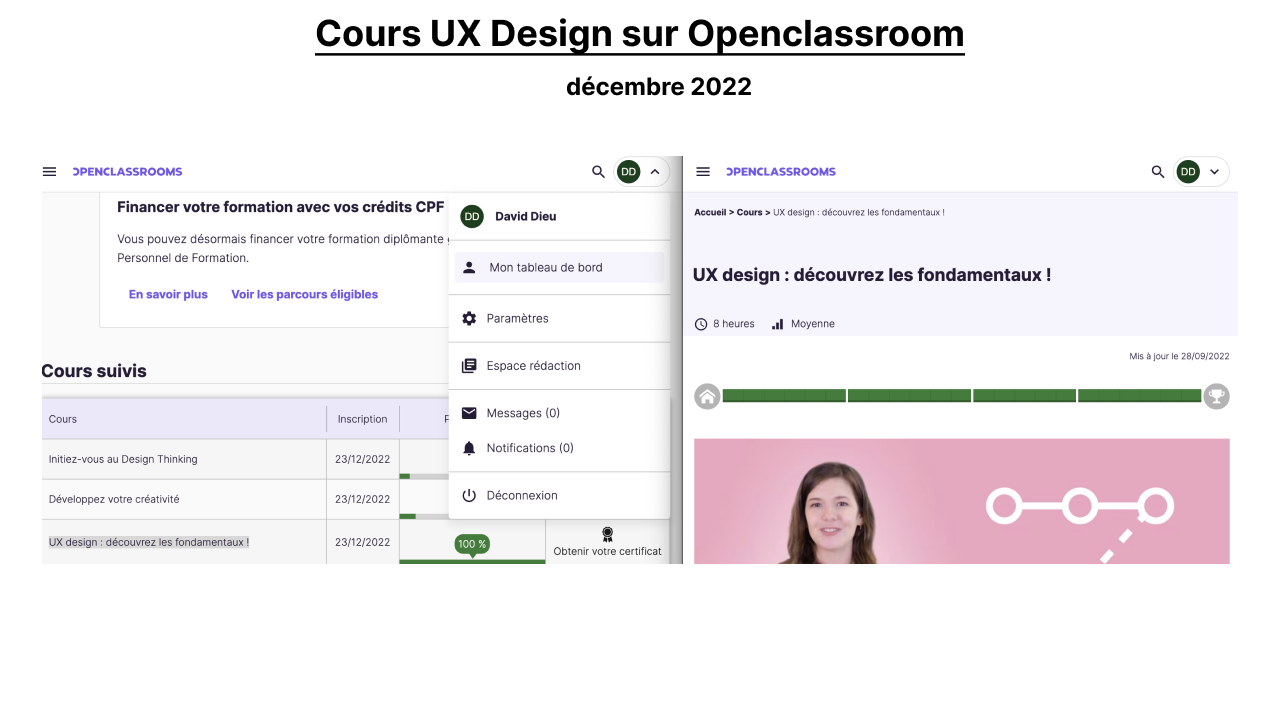 Cours UX Design sur Openclassroom
décembre 2022
OPENCLASSROOMS
DD
Financer votre formation avec vos crédits CPF
Vous pouvez désormais financer votre formation diplômante
Personnel de Formation.
En savoir plus
Voir les parcours éligibles
DD David Dieu
Mon tableau de bord
Paramètres
Espace rédaction
Messages (0)
Notifications (0)
Déconnexion
Cours suivis
Cours Inscription P
Initiez-vous au Design Thinking 23/12/2022
Développez votre créativité 23/12/2022
UX design : découvrez les fondamentaux ! 23/12/2022 100 % Obtenir votre certificat
OPENCLASSROOMS
DD
Accueil > Cours > UX design : découvrez les fondamentaux !
UX design : découvrez les fondamentaux !
8 heures Moyenne
Mis à jour le 28/09/2022